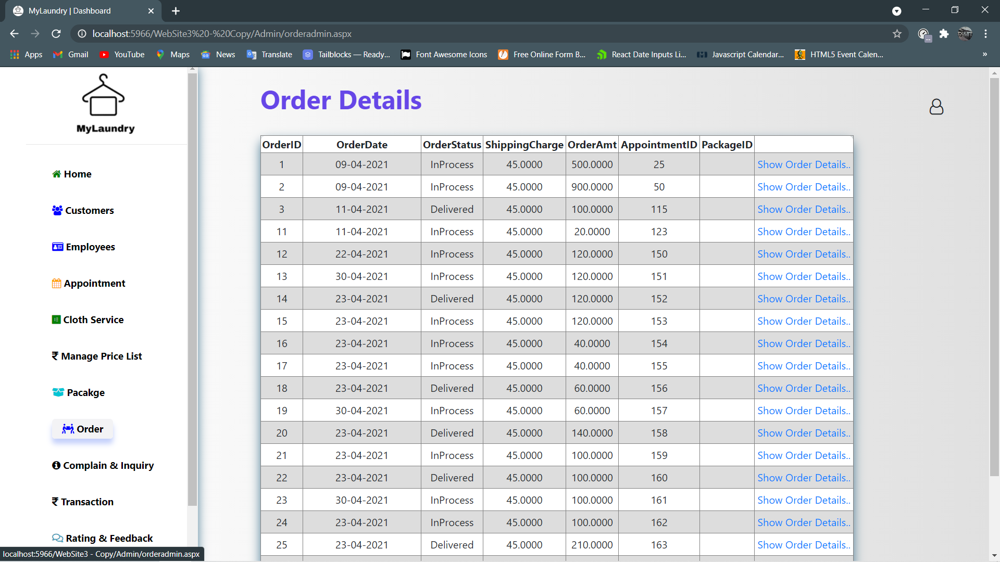 MyLaundry | Dashboard
localhost:5966/WebSite3%20-%20Copy/Admin/orderadmin.aspx
Apps Gmail YouTube Maps News Translate Tailblocks — Ready... Font Awesome Icons Free Online Form B... React Date Inputs Li... Javascript Calendar... HTML5 Event Calen... »
MyLaundry
Home
Customers
Employees
Appointment
Cloth Service
₹ Manage Price List
Pacakge
Order
Complain & Inquiry
₹ Transaction
Rating & Feedback
Order Details
OrderID OrderDate OrderStatus ShippingCharge OrderAmt AppointmentID PackageID
1 09-04-2021 InProcess 45.0000 500.0000 25 Show Order Details..
2 09-04-2021 InProcess 45.0000 900.0000 50 Show Order Details..
3 11-04-2021 Delivered 45.0000 100.0000 115 Show Order Details..
11 11-04-2021 InProcess 45.0000 20.0000 123 Show Order Details..
12 22-04-2021 InProcess 45.0000 120.0000 150 Show Order Details..
13 30-04-2021 InProcess 45.0000 120.0000 151 Show Order Details..
14 23-04-2021 Delivered 45.0000 120.0000 152 Show Order Details..
15 23-04-2021 InProcess 45.0000 120.0000 153 Show Order Details..
16 23-04-2021 InProcess 45.0000 40.0000 154 Show Order Details..
17 23-04-2021 InProcess 45.0000 40.0000 155 Show Order Details..
18 23-04-2021 Delivered 45.0000 60.0000 156 Show Order Details..
19 30-04-2021 InProcess 45.0000 60.0000 157 Show Order Details..
20 23-04-2021 Delivered 45.0000 140.0000 158 Show Order Details..
21 23-04-2021 InProcess 45.0000 100.0000 159 Show Order Details..
22 23-04-2021 Delivered 45.0000 100.0000 160 Show Order Details..
23 30-04-2021 InProcess 45.0000 100.0000 161 Show Order Details..
24 23-04-2021 InProcess 45.0000 100.0000 162 Show Order Details..
25 23-04-2021 Delivered 45.0000 210.0000 163 Show Order Details..
localhost:5966/WebSite3 - Copy/Admin/orderadmin.aspx